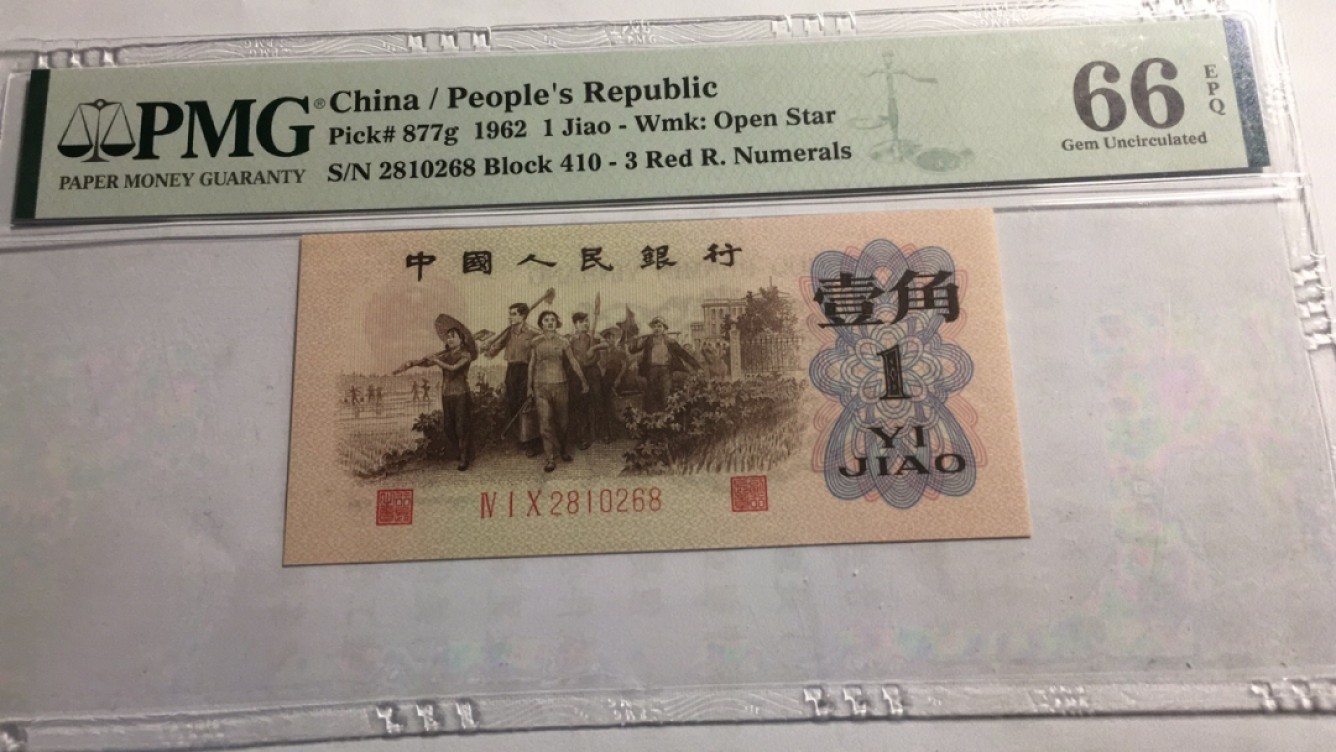 PMG®
PAPER MONEY GUARANTY
China / People's Republic
Pick# 877g 1962 1 Jiao - Wmk: Open Star
S/N 2810268 Block 410 - 3 Red R. Numerals
66
EPQ
Gem Uncirculated
中國人民銀行
壹角
1
YI
JIAO
IV I X 2810268